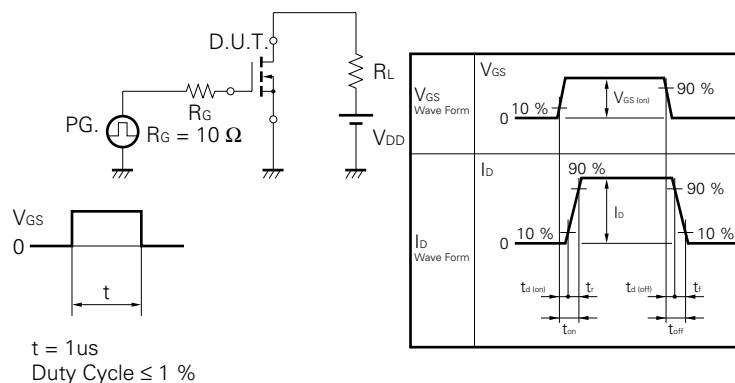 D.U.T.
RL
RG
PG.
RG = 10 Ω
VDD
VGS
0
t
t = 1us
Duty Cycle ≤ 1 %
VGS
Wave Form
VGS
10 %
VGS (on)
90 %
0
ID
Wave Form
ID
90 %
90 %
ID
10 %
10 %
0
td (on)
tr
td (off)
tf
ton
toff